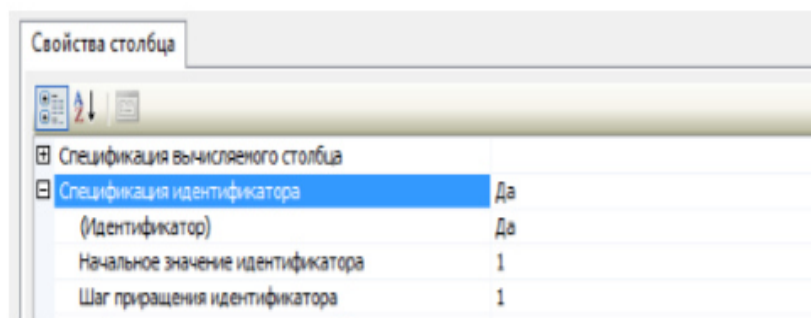 Свойства столбца
Спецификация вычисляемого столбца
Спецификация идентификатора Да
(Идентификатор) Да
Начальное значение идентификатора 1
Шаг приращения идентификатора 1